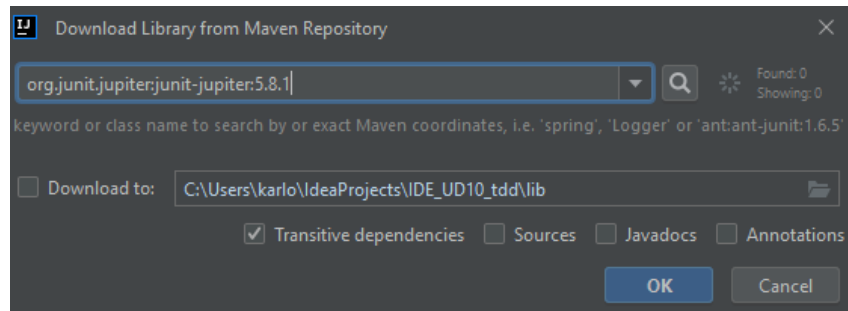 IJ Download Library from Maven Repository
org.junit.jupiter:junit-jupiter:5.8.1
Found: 0
Showing: 0
keyword or class name to search by or exact Maven coordinates, i.e. 'spring', 'Logger' or 'ant:ant-junit:1.6.5'
Download to: C:\Users\karlo\IdeaProjects\IDE_UD10_tdd\lib
Transitive dependencies Sources Javadocs Annotations
OK Cancel